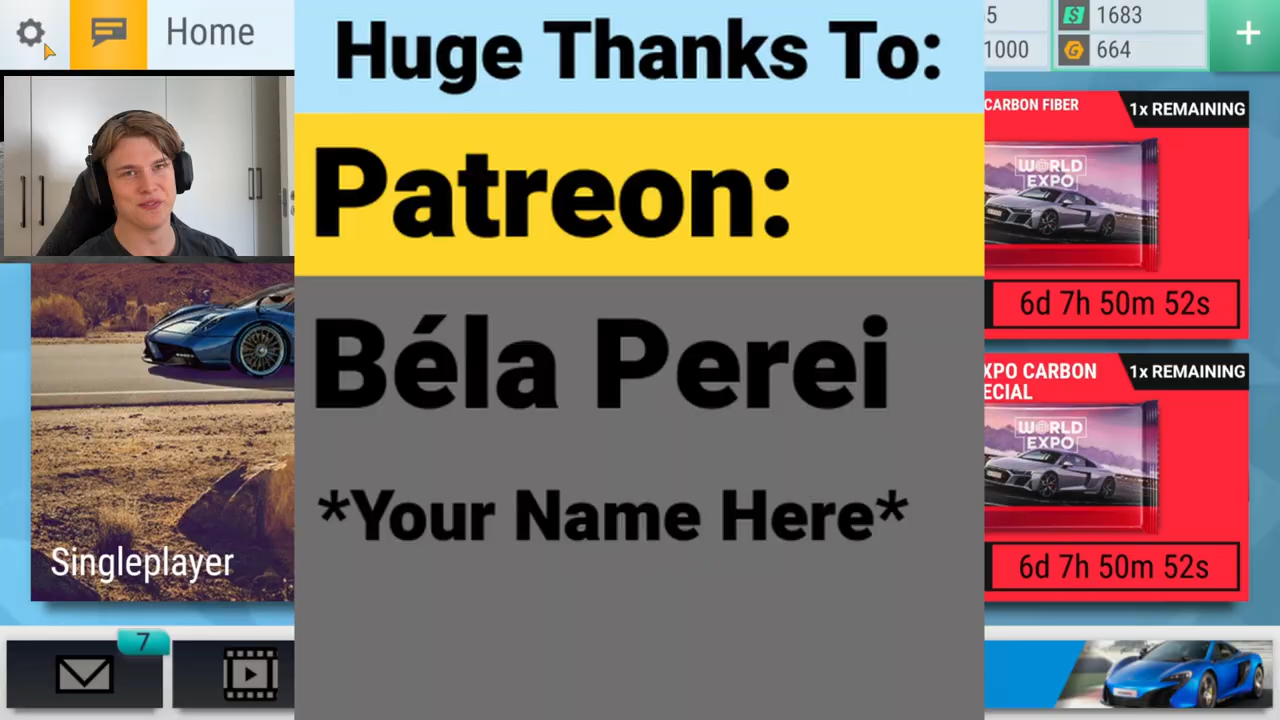 Home
Huge Thanks To:
5
1683
1000
664
CARBON FIBER
1x REMAINING
WORLD
EXPO
6d 7h 50m 52s
Patreon:
Béla Perei
*Your Name Here*
XPO CARBON
ECIAL
1x REMAINING
WORLD
EXPO
6d 7h 50m 52s
Singleplayer
7